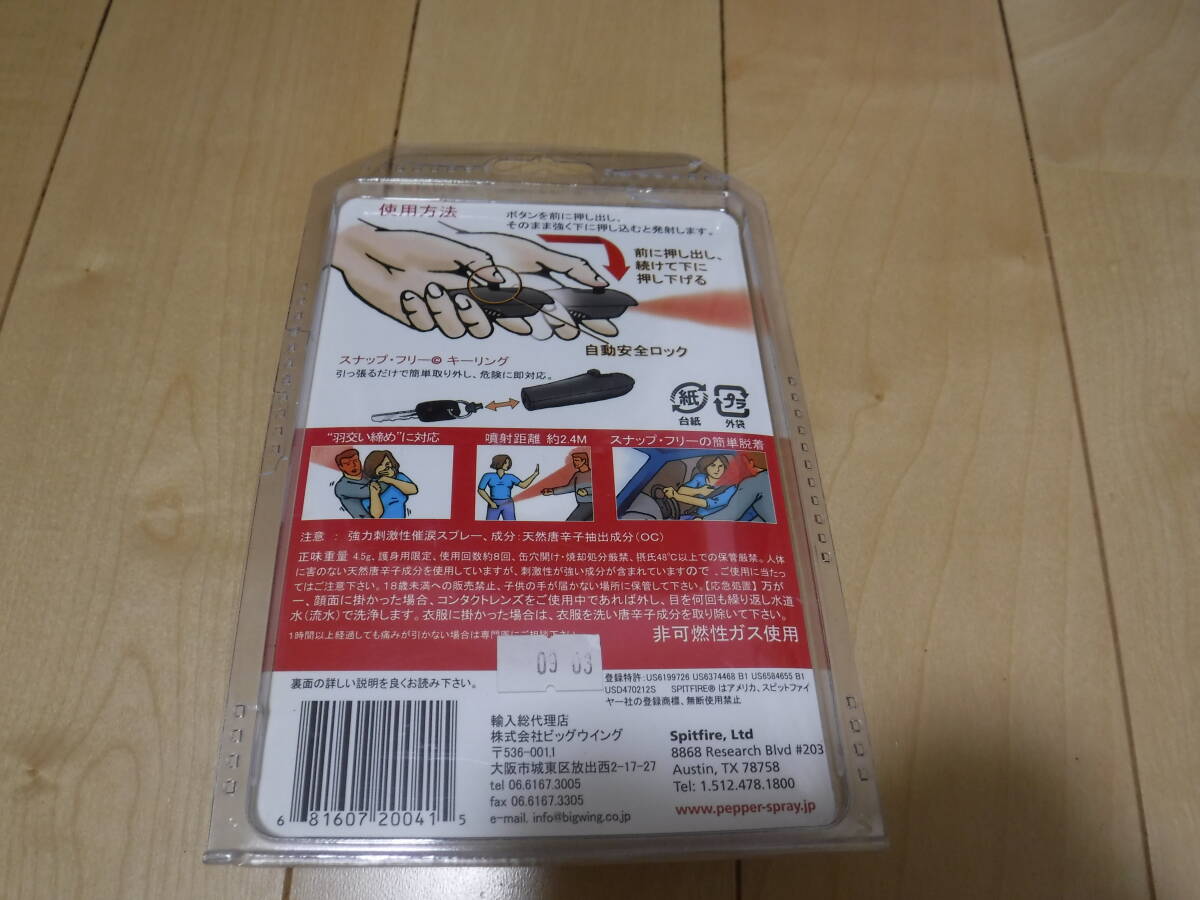 使用方法
ボタンを前に押し出し、
そのまま強く下に押し込むと発射します。
前に押し出し、
続けて下に
押し下げる
自動安全ロック
スナップ・フリー© キーリング
引っ張るだけで簡単取り外し、危険に即対応。
紙
台紙
プラ
外袋
“羽交い締め”に対応
噴射距離 約2.4M
スナップ・フリーの簡単脱着
注意 : 強力刺激性催涙スプレー、成分:天然唐辛子抽出成分(OC)
正味重量 4.5g、護身用限定、使用回数約8回、缶穴開け・焼却処分厳禁、摂氏48℃以上での保管厳禁。人体
に害のない天然唐辛子成分を使用していますが、刺激性が強い成分が含まれていますので、ご使用に当たっ
てはご注意下さい。18歳未満への販売禁止、子供の手が届かない場所に保管して下さい。【応急処置】万が
一、顔面に掛かった場合、コンタクトレンズをご使用中であれば外し、目を何回も繰り返し水道
水(流水)で洗浄します。衣服に掛かった場合は、衣服を洗い唐辛子成分を取り除いて下さい。
1時間以上経過しても痛みが引かない場合は専門医にご相談下さい
非可燃性ガス使用
09 03
裏面の詳しい説明を良くお読み下さい。
登録特許:US6199726 US6374468 B1 US6584655 B1
USD470212S SPITFIRE® はアメリカ、スピットファイ
ヤー社の登録商標、無断使用禁止
輸入総代理店
株式会社ビッグウイング
〒536-0011
大阪市城東区放出西2-17-27
tel 06.6167.3005
fax 06.6167.3305
e-mail. info@bigwing.co.jp
Spitfire, Ltd
8868 Research Blvd #203
Austin, TX 78758
Tel: 1.512.478.1800
www.pepper-spray.jp
6 81607 20041 5